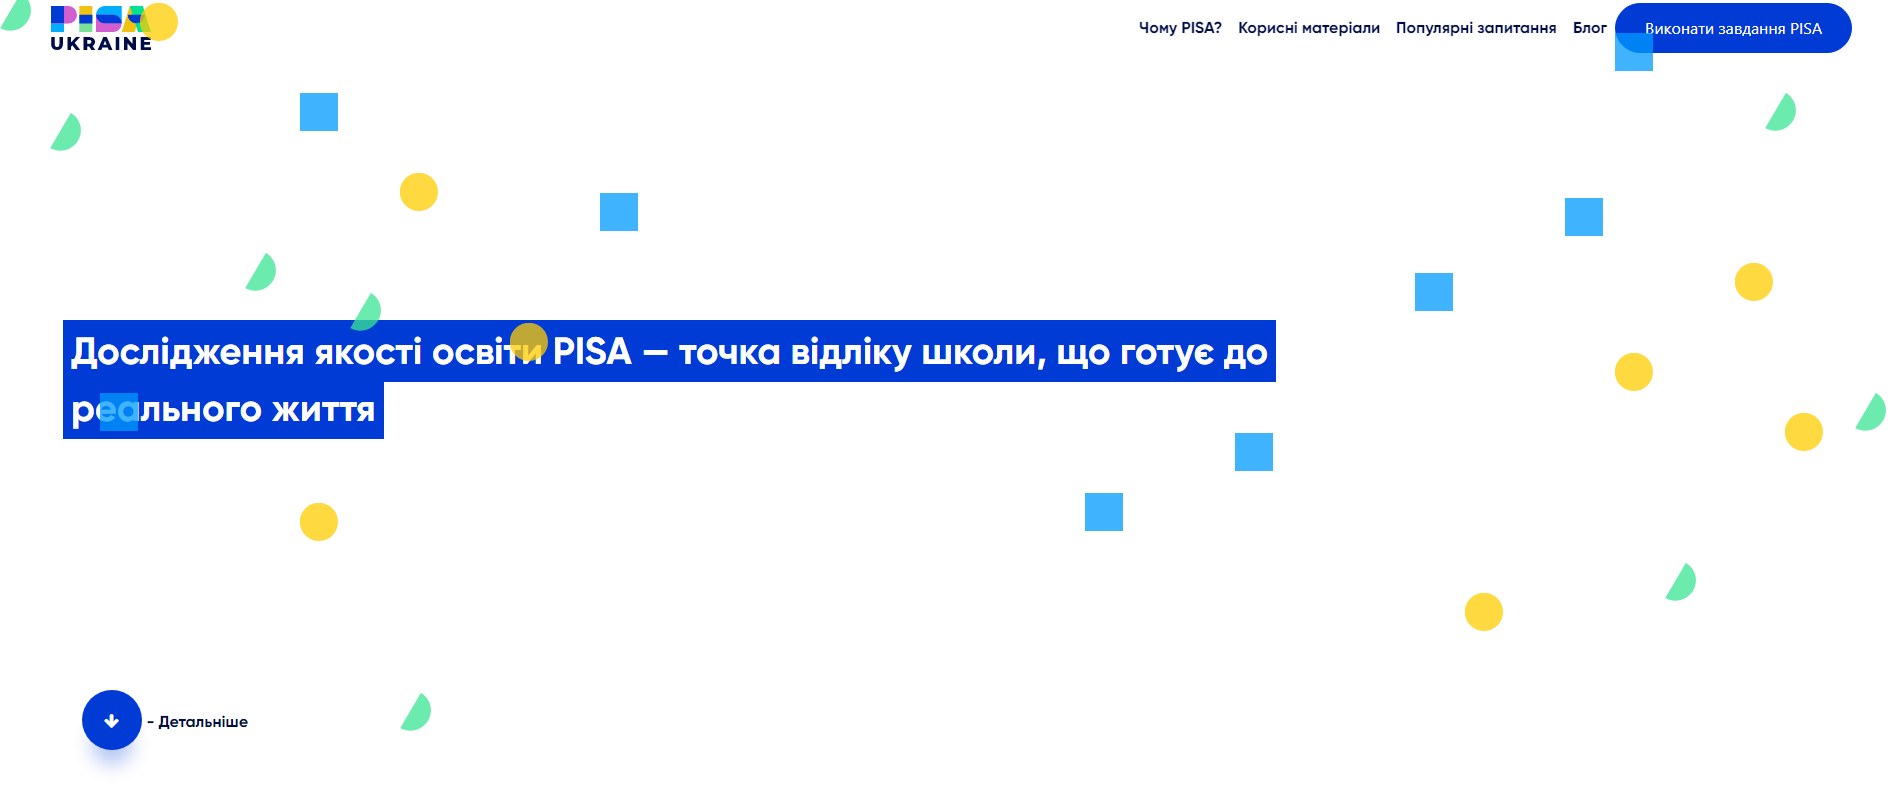 PISA
UKRAINE
Чому PISA?
Корисні матеріали
Популярні запитання
Блог
Виконати завдання PISA
Дослідження якості освіти PISA — точка відліку школи, що готує до
реального життя
- Детальніше